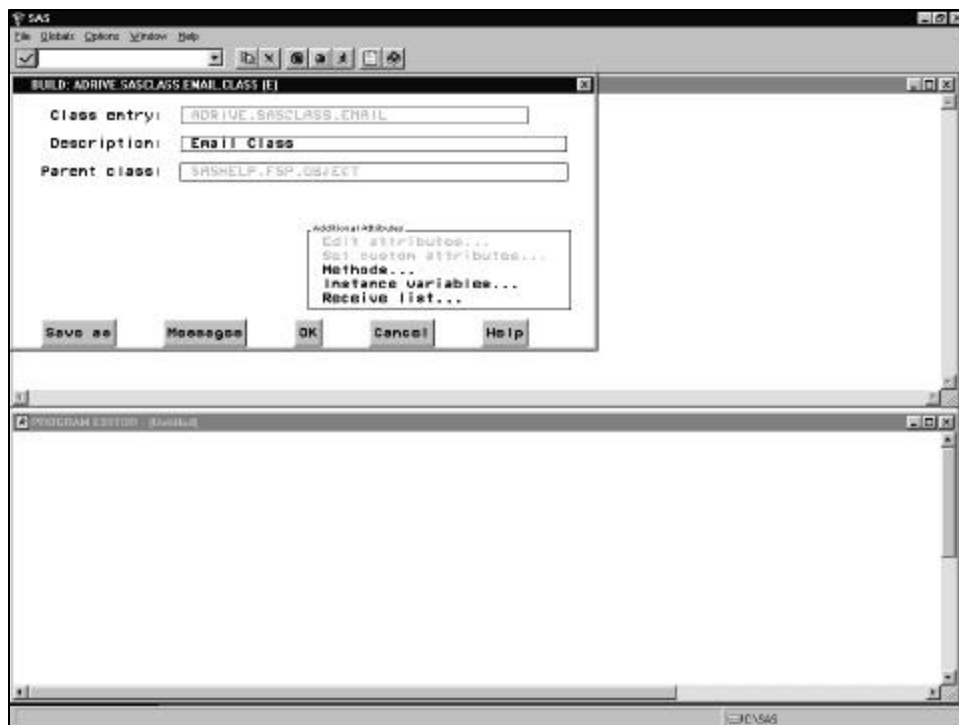 SAS
File Globals Options Window Help
BUILD: ADRIVE.SASCLASS.EMAIL.CLASS (E)
Class entry: ADRIVE.SASCLASS.EMAIL
Description: Email Class
Parent class: SASHELP.FSP.OBJECT
Additional Attributes
Edit attributes...
Set custom attributes...
Methods...
Instance variables...
Receive list...
Save as Messages OK Cancel Help
PROGRAM EDITOR - (Untitled)
C:\SAS